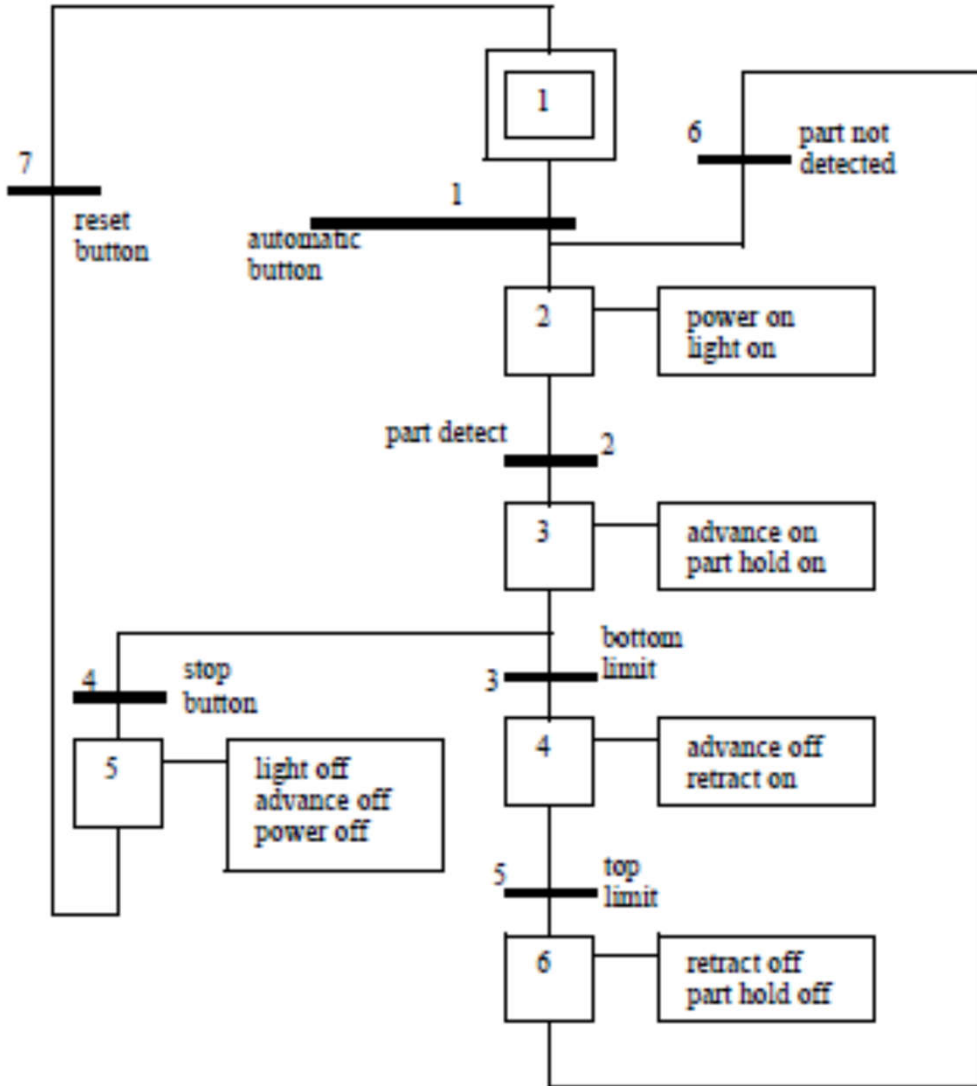 1
6
part not
detected
7
reset
button
1
automatic
button
2
power on
light on
part detect
2
3
advance on
part hold on
bottom
limit
3
4
stop
button
4
advance off
retract on
5
light off
advance off
power off
5
top
limit
6
retract off
part hold off